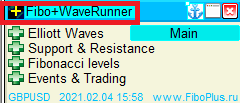 Fibo+WaveRunner
Elliott Waves Main
Support & Resistance
Fibonacci levels
Events & Trading
GBPUSD 2021.02.04 15:58 www.FiboPlus.ru